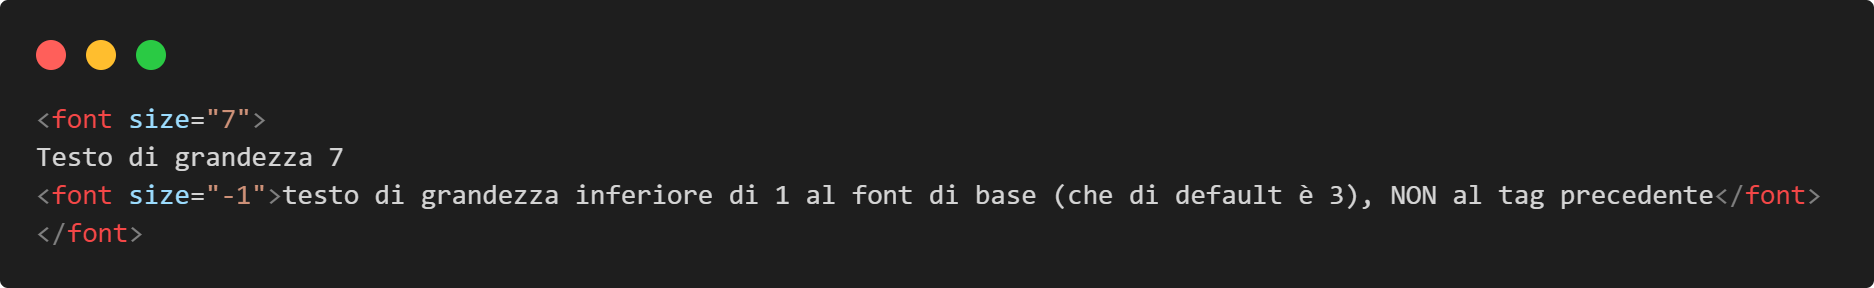 <font size="7">
Testo di grandezza 7
<font size="-1">testo di grandezza inferiore di 1 al font di base (che di default è 3), NON al tag precedente</font>
</font>